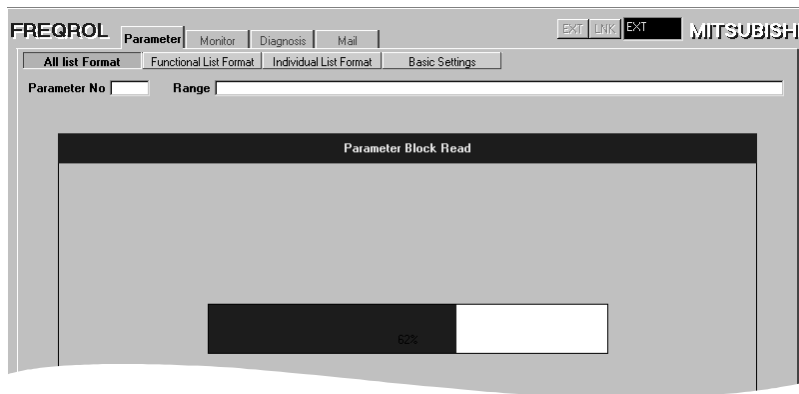 FREQROL Parameter Monitor Diagnosis Mail EXT LNK EXT MITSUBISH
All list Format Functional List Format Individual List Format Basic Settings
Parameter No Range
Parameter Block Read
62%